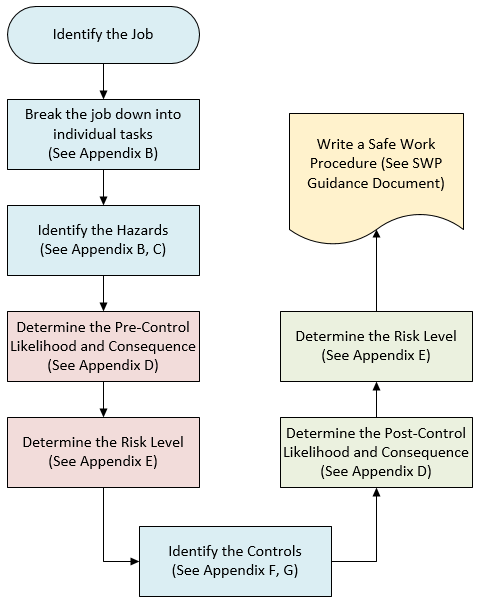 Identify the Job
Break the job down into
individual tasks
(See Appendix B)
Identify the Hazards
(See Appendix B, C)
Determine the Pre-Control
Likelihood and Consequence
(See Appendix D)
Determine the Risk Level
(See Appendix E)
Identify the Controls
(See Appendix F, G)
Determine the Post-Control
Likelihood and Consequence
(See Appendix D)
Determine the Risk Level
(See Appendix E)
Write a Safe Work
Procedure (See SWP
Guidance Document)